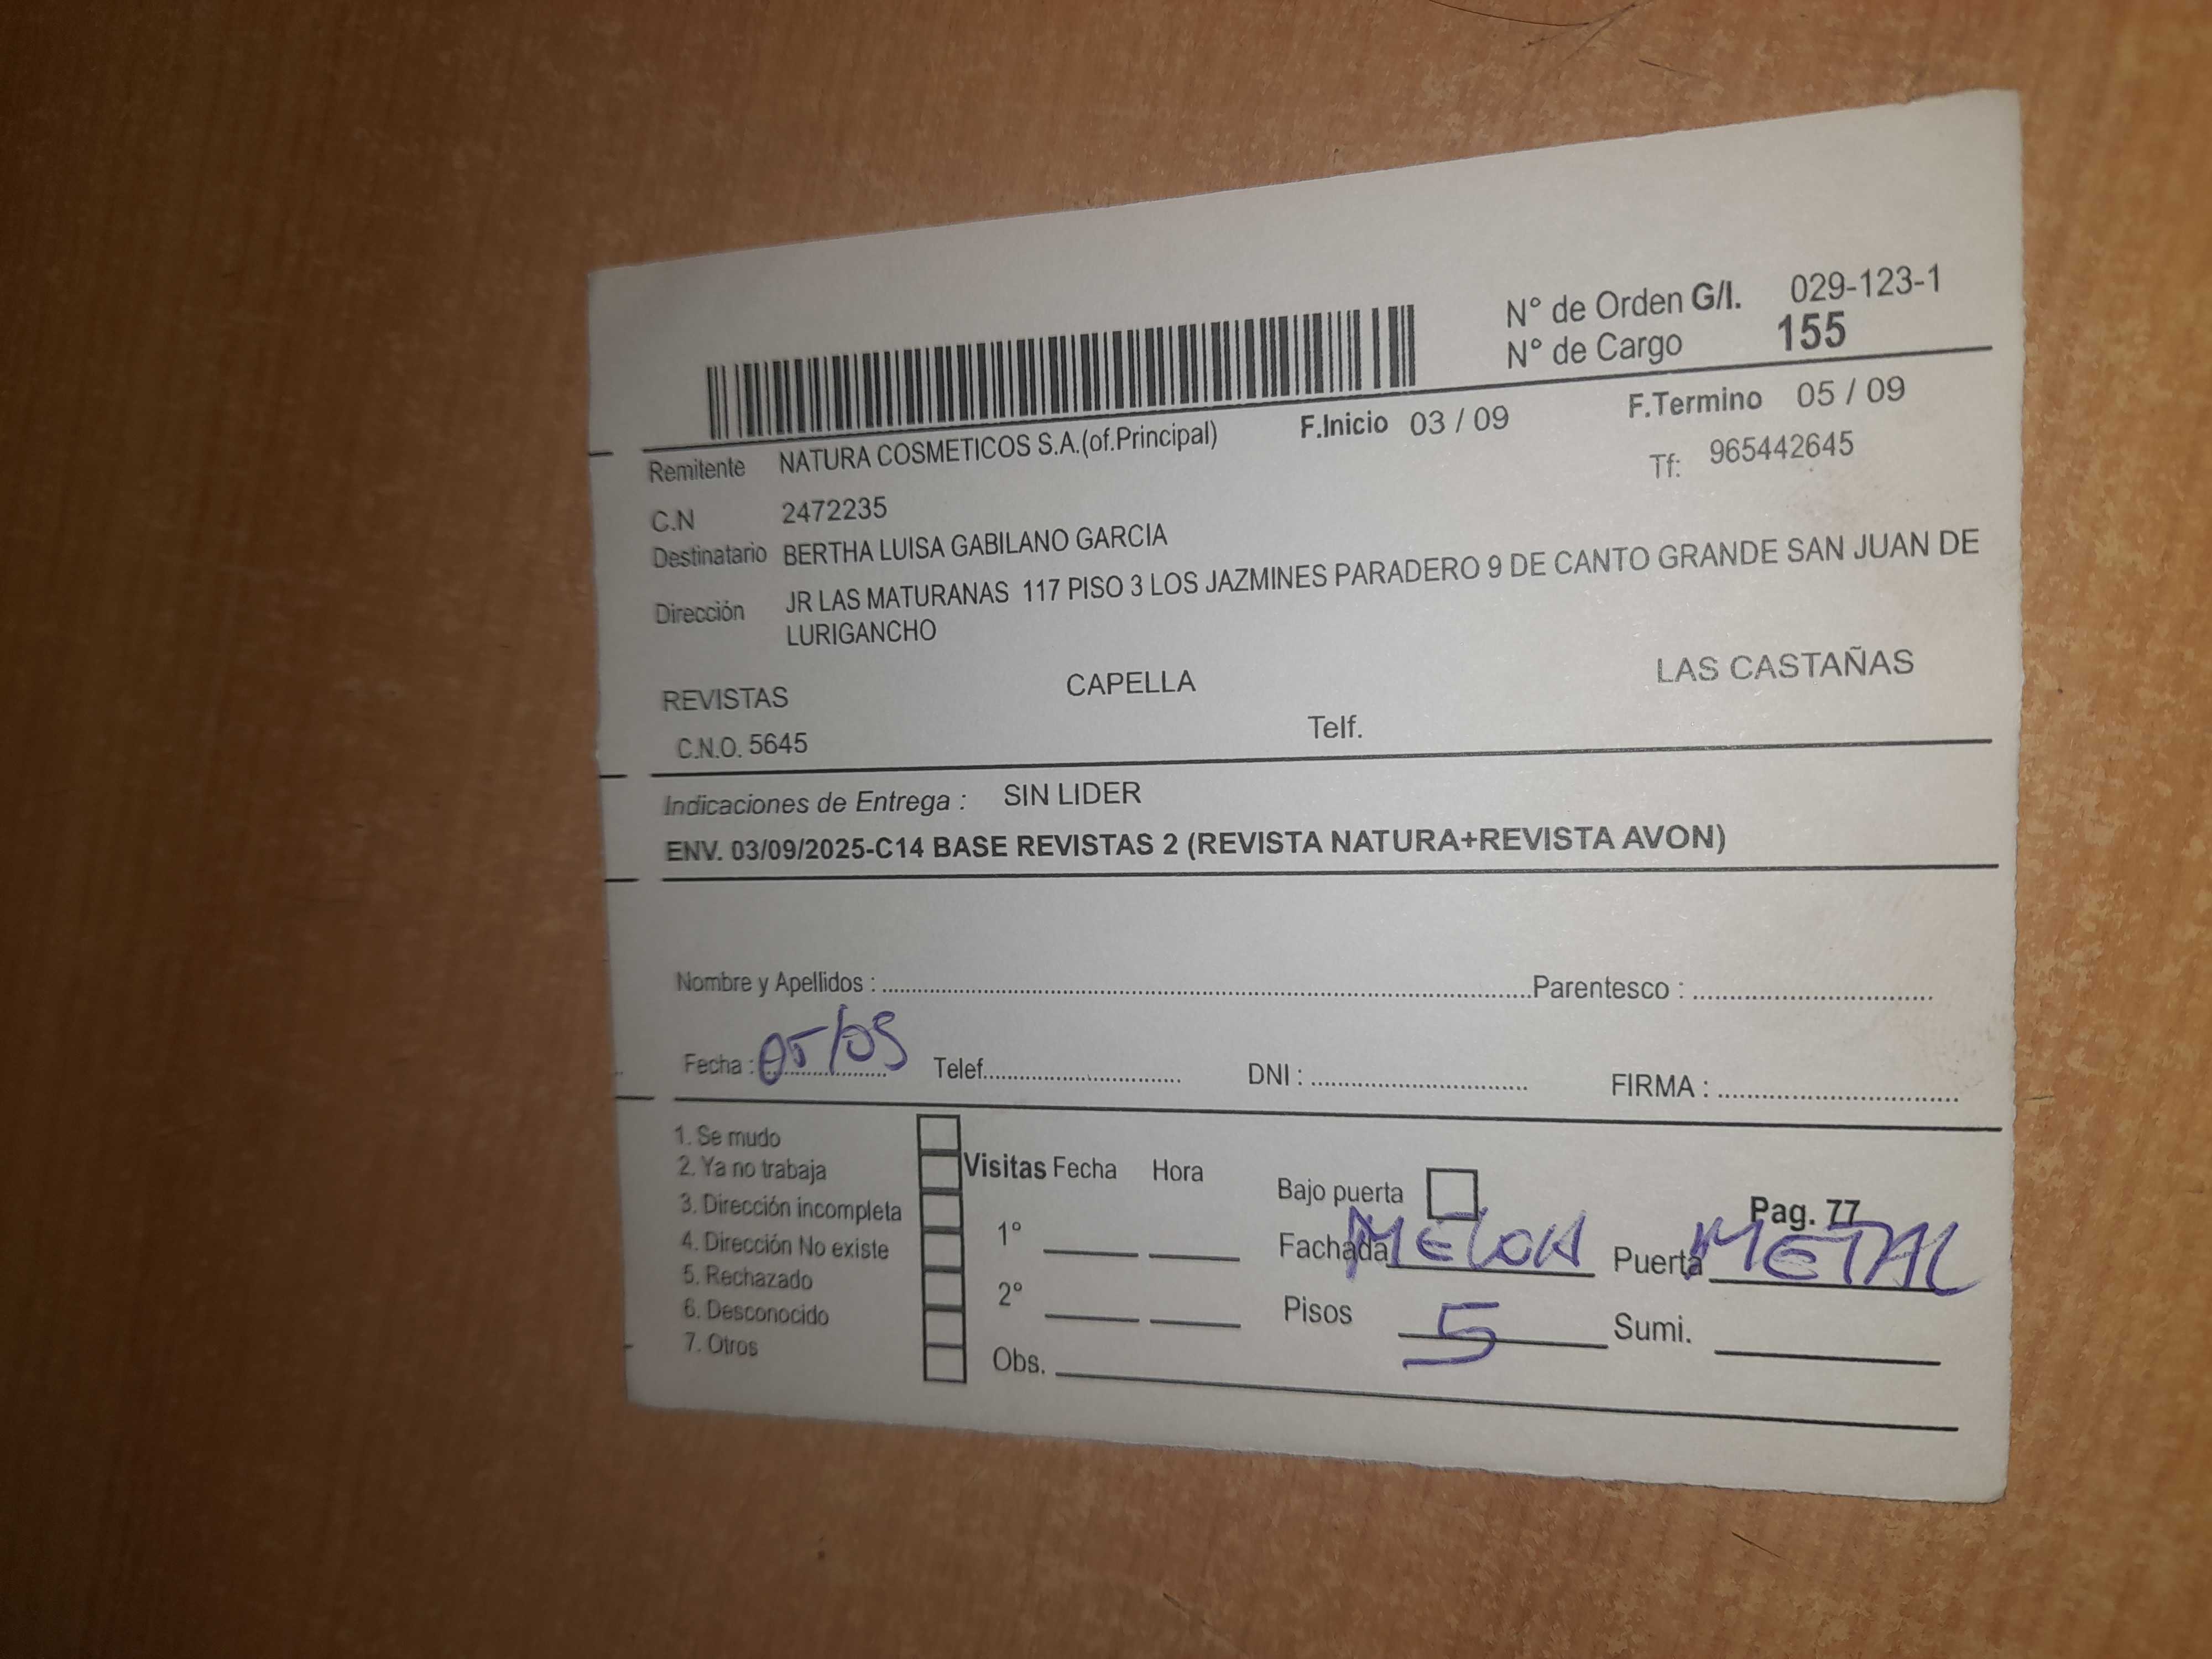 N° de Orden G/I. 029-123-1
N° de Cargo 155
F.Inicio 03 / 09 F.Termino 05 / 09
Remitente NATURA COSMETICOS S.A.(of.Principal) Tf: 965442645
C.N 2472235
Destinatario BERTHA LUISA GABILANO GARCIA
Dirección JR LAS MATURANAS 117 PISO 3 LOS JAZMINES PARADERO 9 DE CANTO GRANDE SAN JUAN DE
LURIGANCHO
REVISTAS CAPELLA LAS CASTAÑAS
C.N.O. 5645 Telf.
Indicaciones de Entrega : SIN LIDER
ENV. 03/09/2025-C14 BASE REVISTAS 2 (REVISTA NATURA+REVISTA AVON)
Nombre y Apellidos : Parentesco :
Fecha : 05/09 Telef. DNI : FIRMA :
1. Se mudo
2. Ya no trabaja
3. Dirección incompleta
4. Dirección No existe
5. Rechazado
6. Desconocido
7. Otros
Visitas Fecha Hora
1°
2°
Obs.
Bajo puerta Pag. 77
Fachada MELON Puerta METAL
Pisos 5 Sumi.